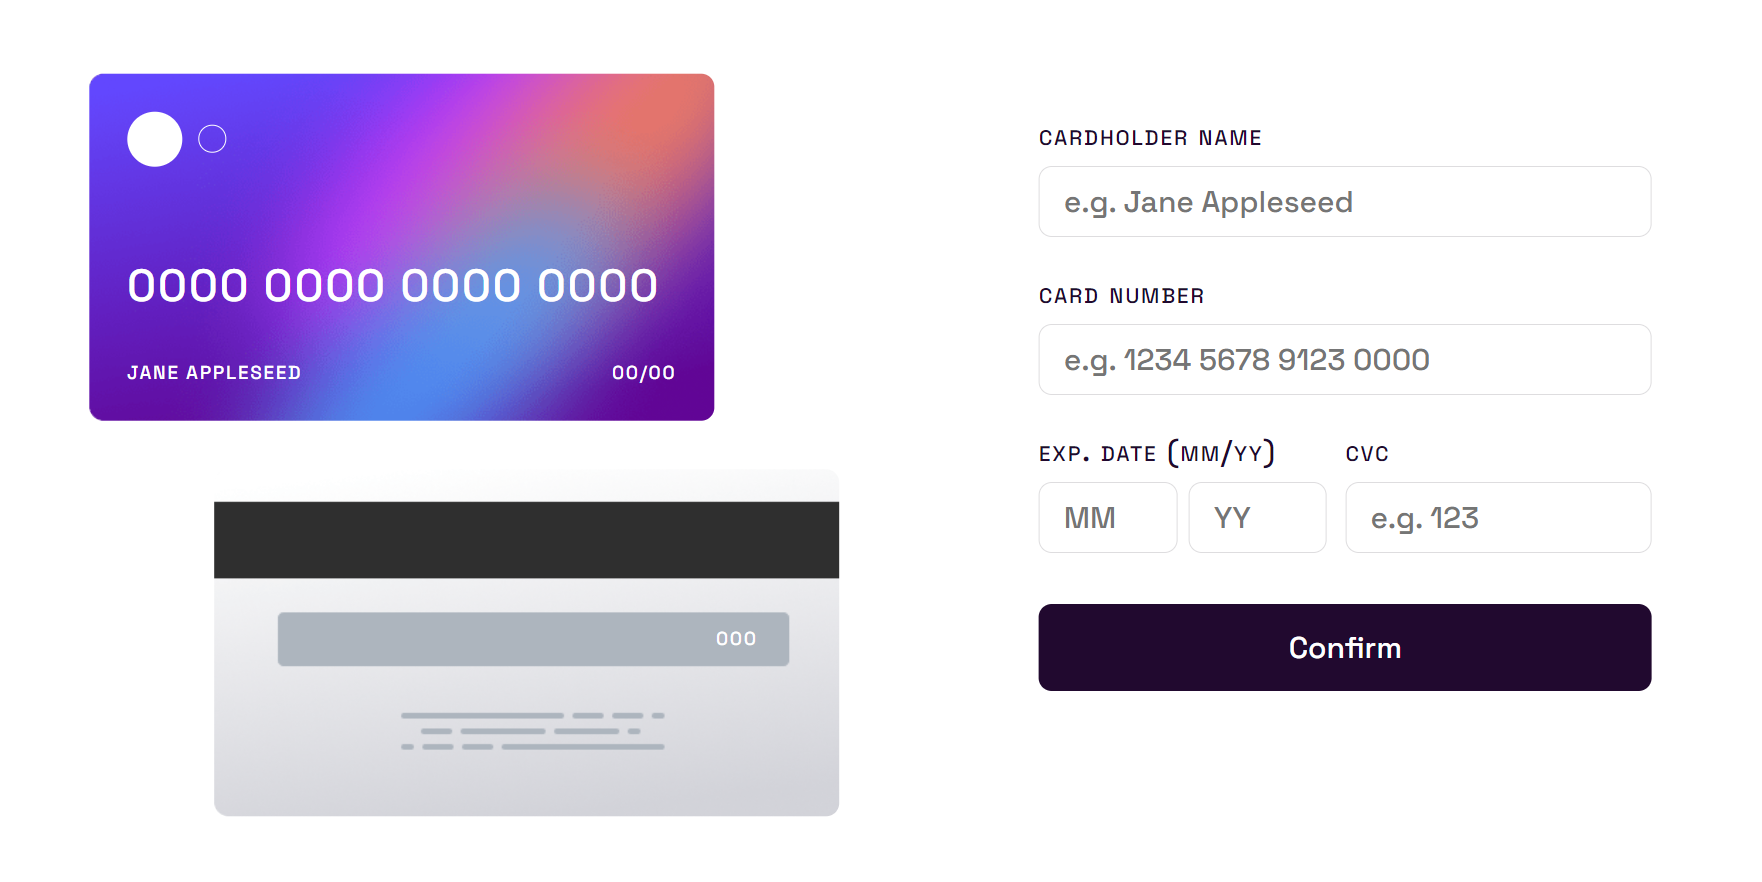 0000 0000 0000 0000
JANE APPLESEED 00/00
000
CARDHOLDER NAME
e.g. Jane Appleseed
CARD NUMBER
e.g. 1234 5678 9123 0000
EXP. DATE (MM/YY) CVC
MM YY e.g. 123
Confirm